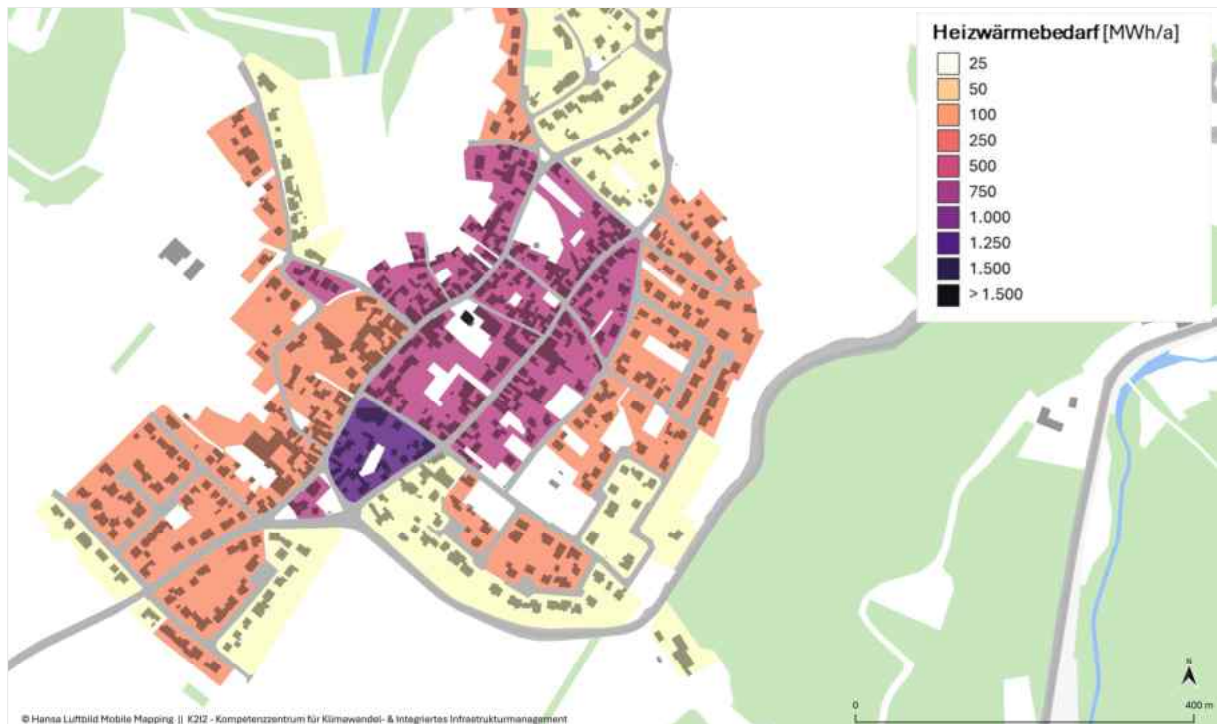 Heizwärmebedarf [MWh/a]
25
50
100
250
500
750
1.000
1.250
1.500
> 1.500
N
0 400 m
© Hansa Luftbild Mobile Mapping || K2I2 - Kompetenzzentrum für Klimawandel- & Integriertes Infrastrukturmanagement